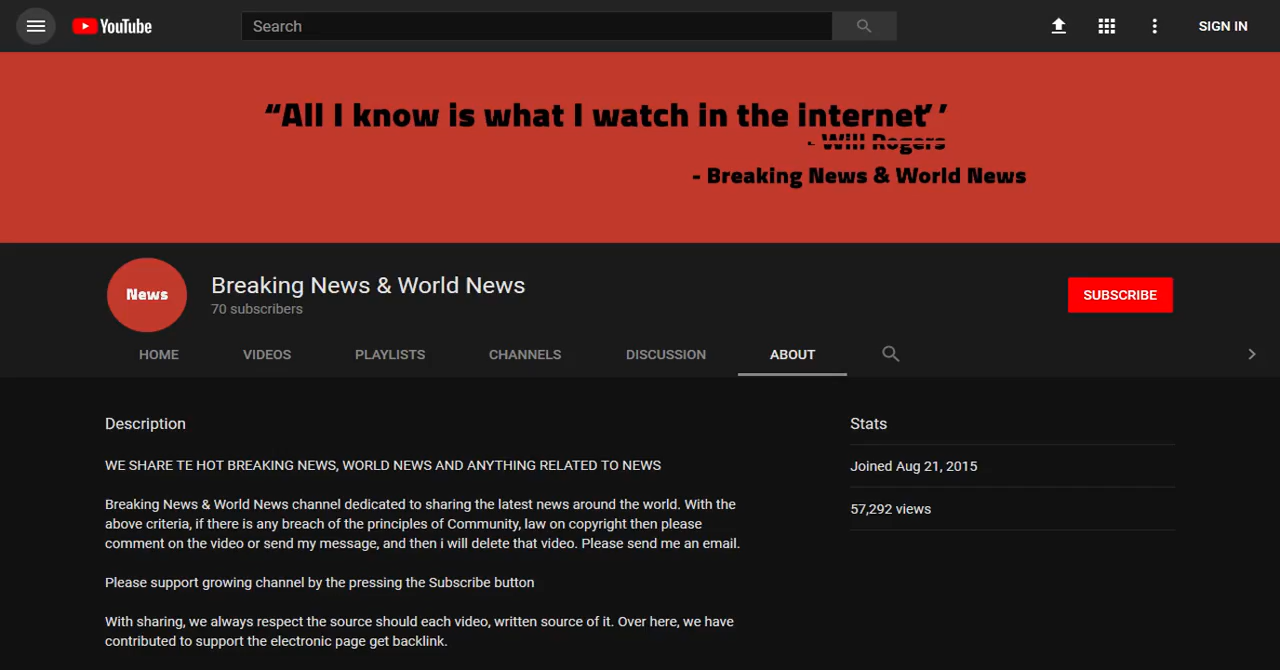 YouTube
Search
SIGN IN
“All I know is what I watch in the internet’’
- Will Rogers
- Breaking News & World News
News
Breaking News & World News
70 subscribers
SUBSCRIBE
HOME VIDEOS PLAYLISTS CHANNELS DISCUSSION ABOUT
Description
WE SHARE TE HOT BREAKING NEWS, WORLD NEWS AND ANYTHING RELATED TO NEWS
Breaking News & World News channel dedicated to sharing the latest news around the world. With the
above criteria, if there is any breach of the principles of Community, law on copyright then please
comment on the video or send my message, and then i will delete that video. Please send me an email.
Please support growing channel by the pressing the Subscribe button
With sharing, we always respect the source should each video, written source of it. Over here, we have
contributed to support the electronic page get backlink.
Stats
Joined Aug 21, 2015
57,292 views